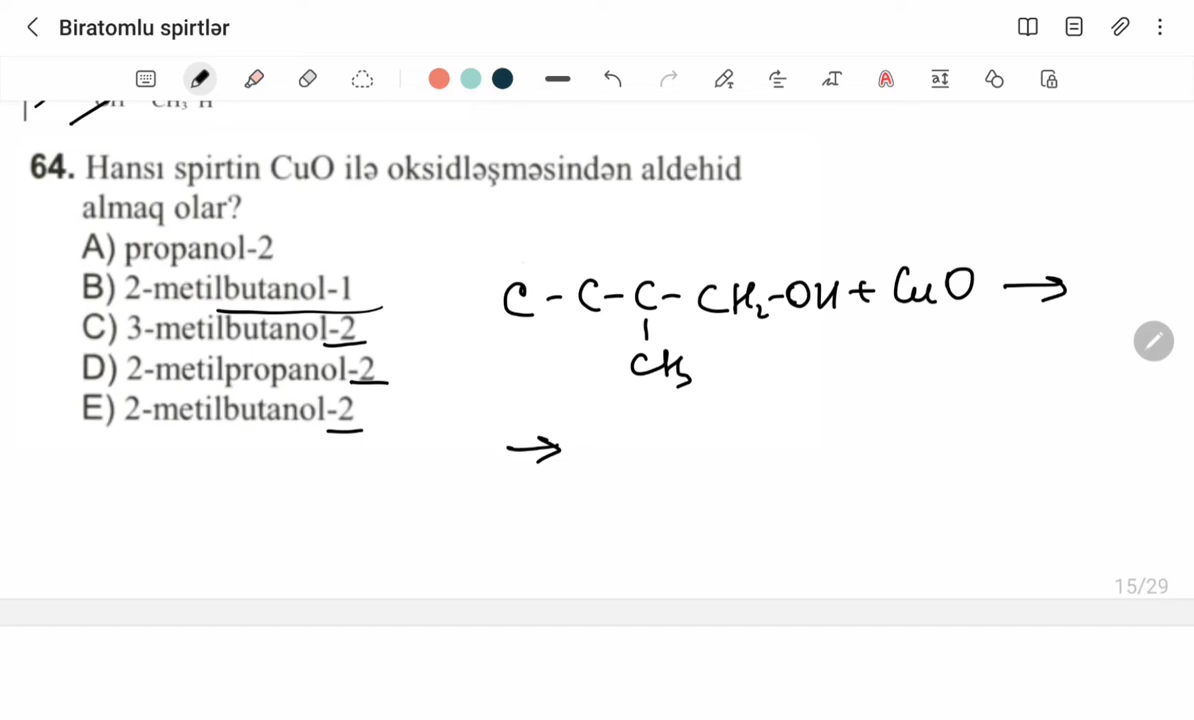 Biratomlu spirtlər
CH₃ H
64. Hansı spirtin CuO ilə oksidləşməsindən aldehid
almaq olar?
A) propanol-2
B) 2-metilbutanol-1
C) 3-metilbutanol-2
D) 2-metilpropanol-2
E) 2-metilbutanol-2
C - C - C - CH₂-OH + CuO →
CH₃
→
15/29